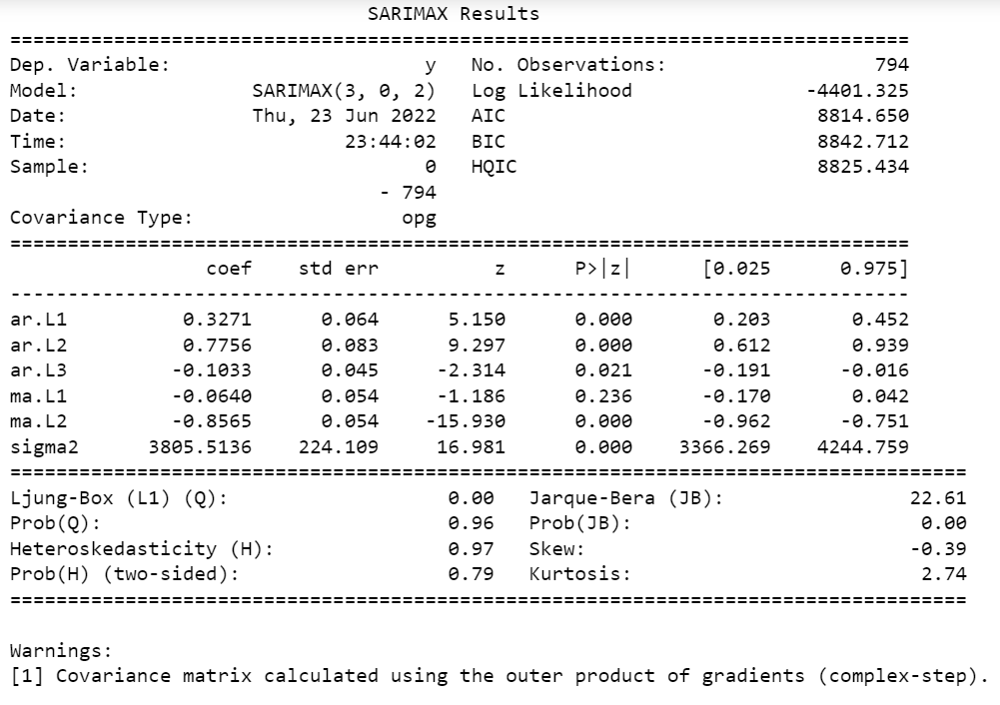 SARIMAX Results
==============================================================================
Dep. Variable:                      y   No. Observations:                  794
Model:               SARIMAX(3, 0, 2)   Log Likelihood               -4401.325
Date:                Thu, 23 Jun 2022   AIC                           8814.650
Time:                        23:44:02   BIC                           8842.712
Sample:                             0   HQIC                          8825.434
                                - 794
Covariance Type:                  opg
==============================================================================
                 coef    std err          z      P>|z|      [0.025      0.975]
------------------------------------------------------------------------------
ar.L1          0.3271      0.064      5.150      0.000       0.203       0.452
ar.L2          0.7756      0.083      9.297      0.000       0.612       0.939
ar.L3         -0.1033      0.045     -2.314      0.021      -0.191      -0.016
ma.L1         -0.0640      0.054     -1.186      0.236      -0.170       0.042
ma.L2         -0.8565      0.054    -15.930      0.000      -0.962      -0.751
sigma2      3805.5136    224.109     16.981      0.000    3366.269    4244.759
===================================================================================
Ljung-Box (L1) (Q):                   0.00   Jarque-Bera (JB):                22.61
Prob(Q):                              0.96   Prob(JB):                         0.00
Heteroskedasticity (H):               0.97   Skew:                            -0.39
Prob(H) (two-sided):                  0.79   Kurtosis:                         2.74
===================================================================================
Warnings:
[1] Covariance matrix calculated using the outer product of gradients (complex-step).